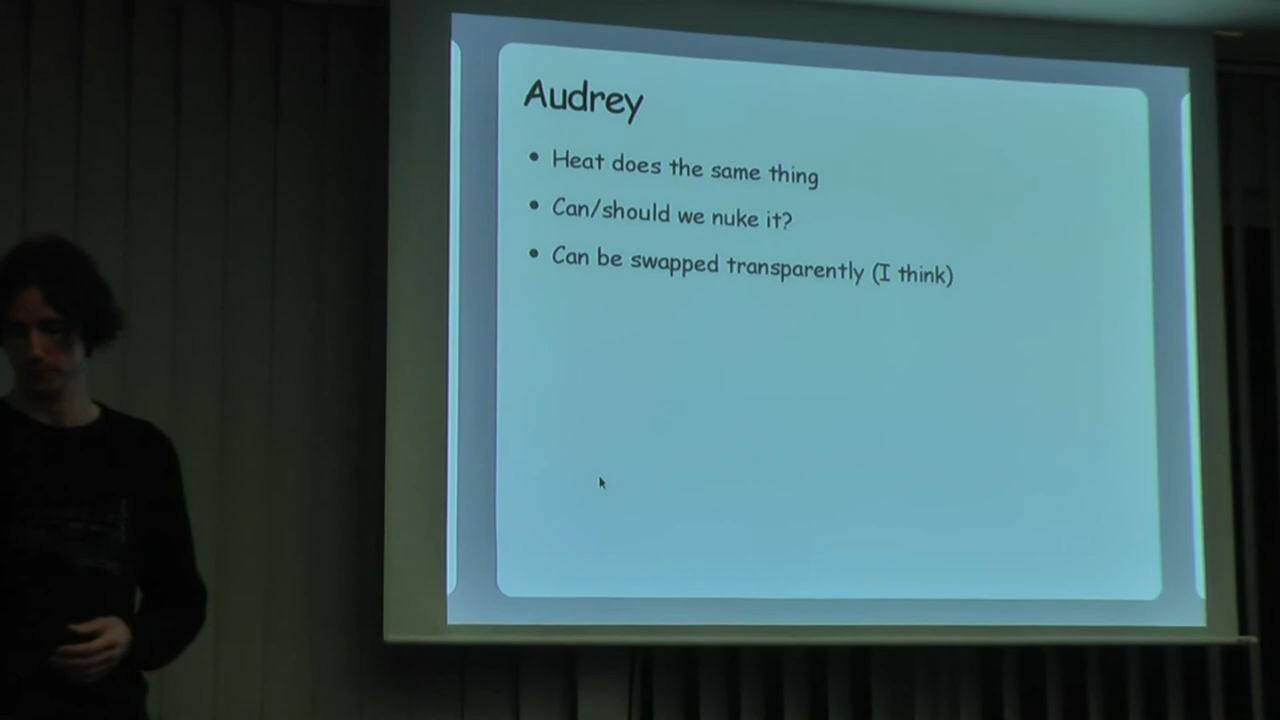 Audrey
• Heat does the same thing
• Can/should we nuke it?
• Can be swapped transparently (I think)